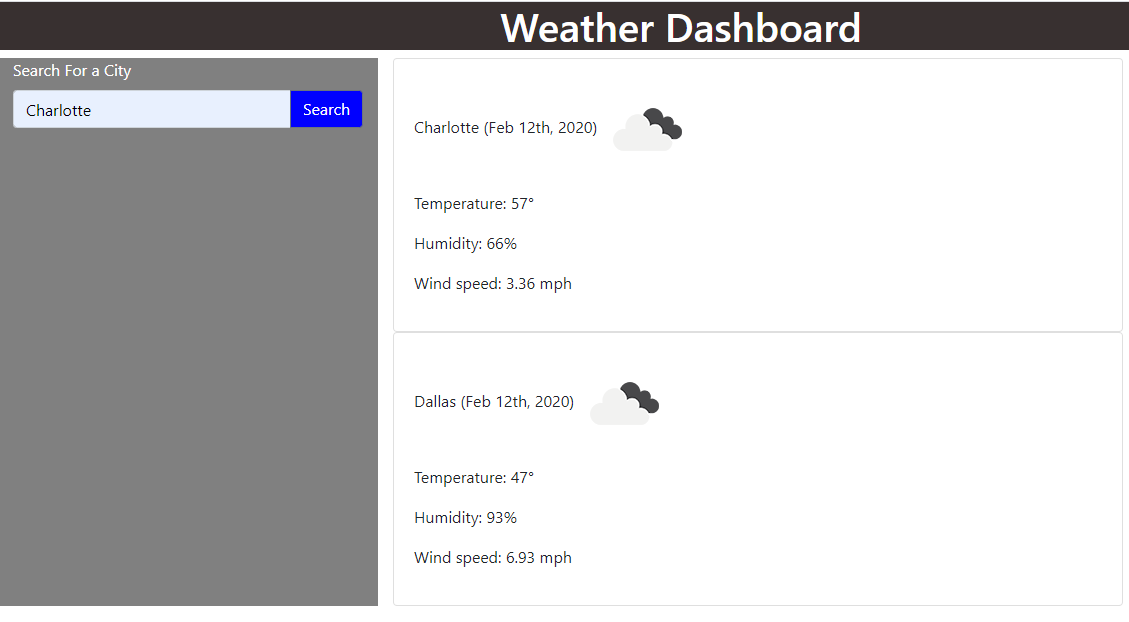 Weather Dashboard
Search For a City
Charlotte
Search
Charlotte (Feb 12th, 2020)
Temperature: 57°
Humidity: 66%
Wind speed: 3.36 mph
Dallas (Feb 12th, 2020)
Temperature: 47°
Humidity: 93%
Wind speed: 6.93 mph